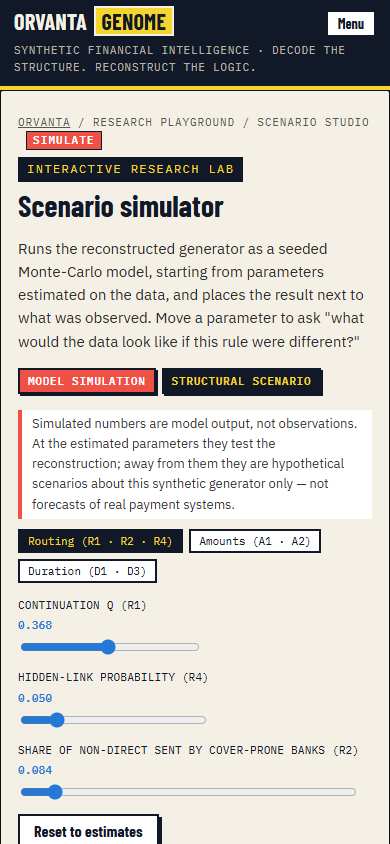 ORVANTA GENOME
Menu
SYNTHETIC FINANCIAL INTELLIGENCE · DECODE THE
STRUCTURE. RECONSTRUCT THE LOGIC.
ORVANTA / RESEARCH PLAYGROUND / SCENARIO STUDIO
SIMULATE
INTERACTIVE RESEARCH LAB
Scenario simulator
Runs the reconstructed generator as a seeded
Monte-Carlo model, starting from parameters
estimated on the data, and places the result next to
what was observed. Move a parameter to ask "what
would the data look like if this rule were different?"
MODEL SIMULATION STRUCTURAL SCENARIO
Simulated numbers are model output, not observations.
At the estimated parameters they test the
reconstruction; away from them they are hypothetical
scenarios about this synthetic generator only — not
forecasts of real payment systems.
Routing (R1 · R2 · R4) Amounts (A1 · A2)
Duration (D1 · D3)
CONTINUATION Q (R1)
0.368
HIDDEN-LINK PROBABILITY (R4)
0.050
SHARE OF NON-DIRECT SENT BY COVER-PRONE BANKS (R2)
0.084
Reset to estimates